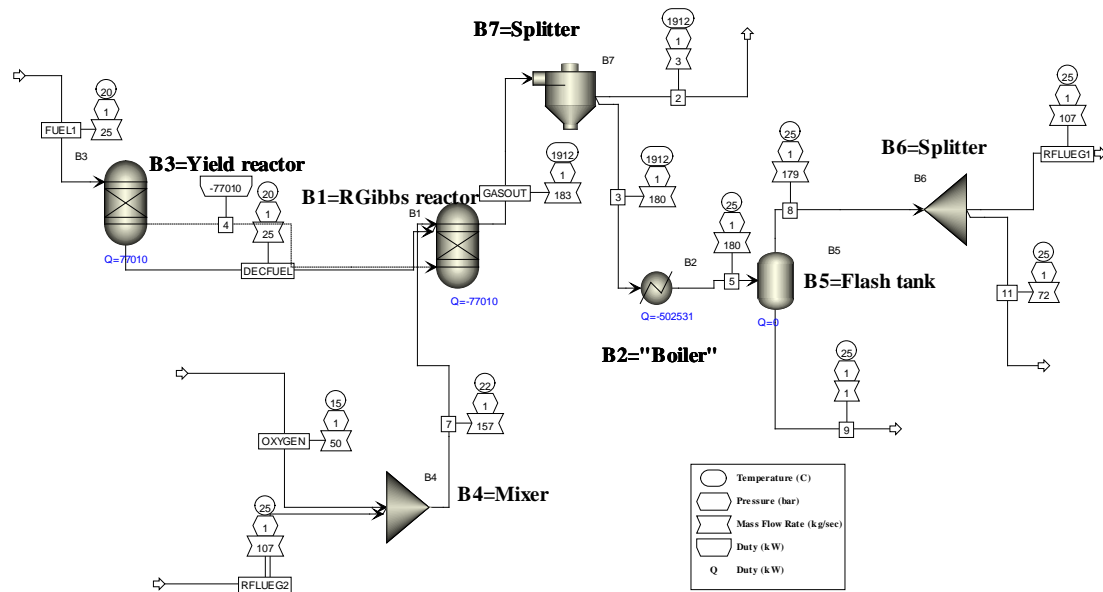 B7=Splitter
1912
1
3
B7
2
20
1
25
FUEL1
B3
B3=Yield reactor
-77010
4
20
1
25
DECFUEL
Q=77010
B1=RGibbs reactor
B1
GASOUT
1912
1
183
Q=-77010
1912
1
180
3
25
1
179
8
25
1
107
RFLUEG1
B6=Splitter
B6
25
1
180
5
B2
Q=-502531
B2="Boiler"
B5
B5=Flash tank
Q=0
25
1
72
11
25
1
1
9
15
1
50
OXYGEN
22
1
157
7
B4
B4=Mixer
25
1
107
RFLUEG2
Temperature (C)
Pressure (bar)
Mass Flow Rate (kg/sec)
Duty (kW)
Q Duty (kW)